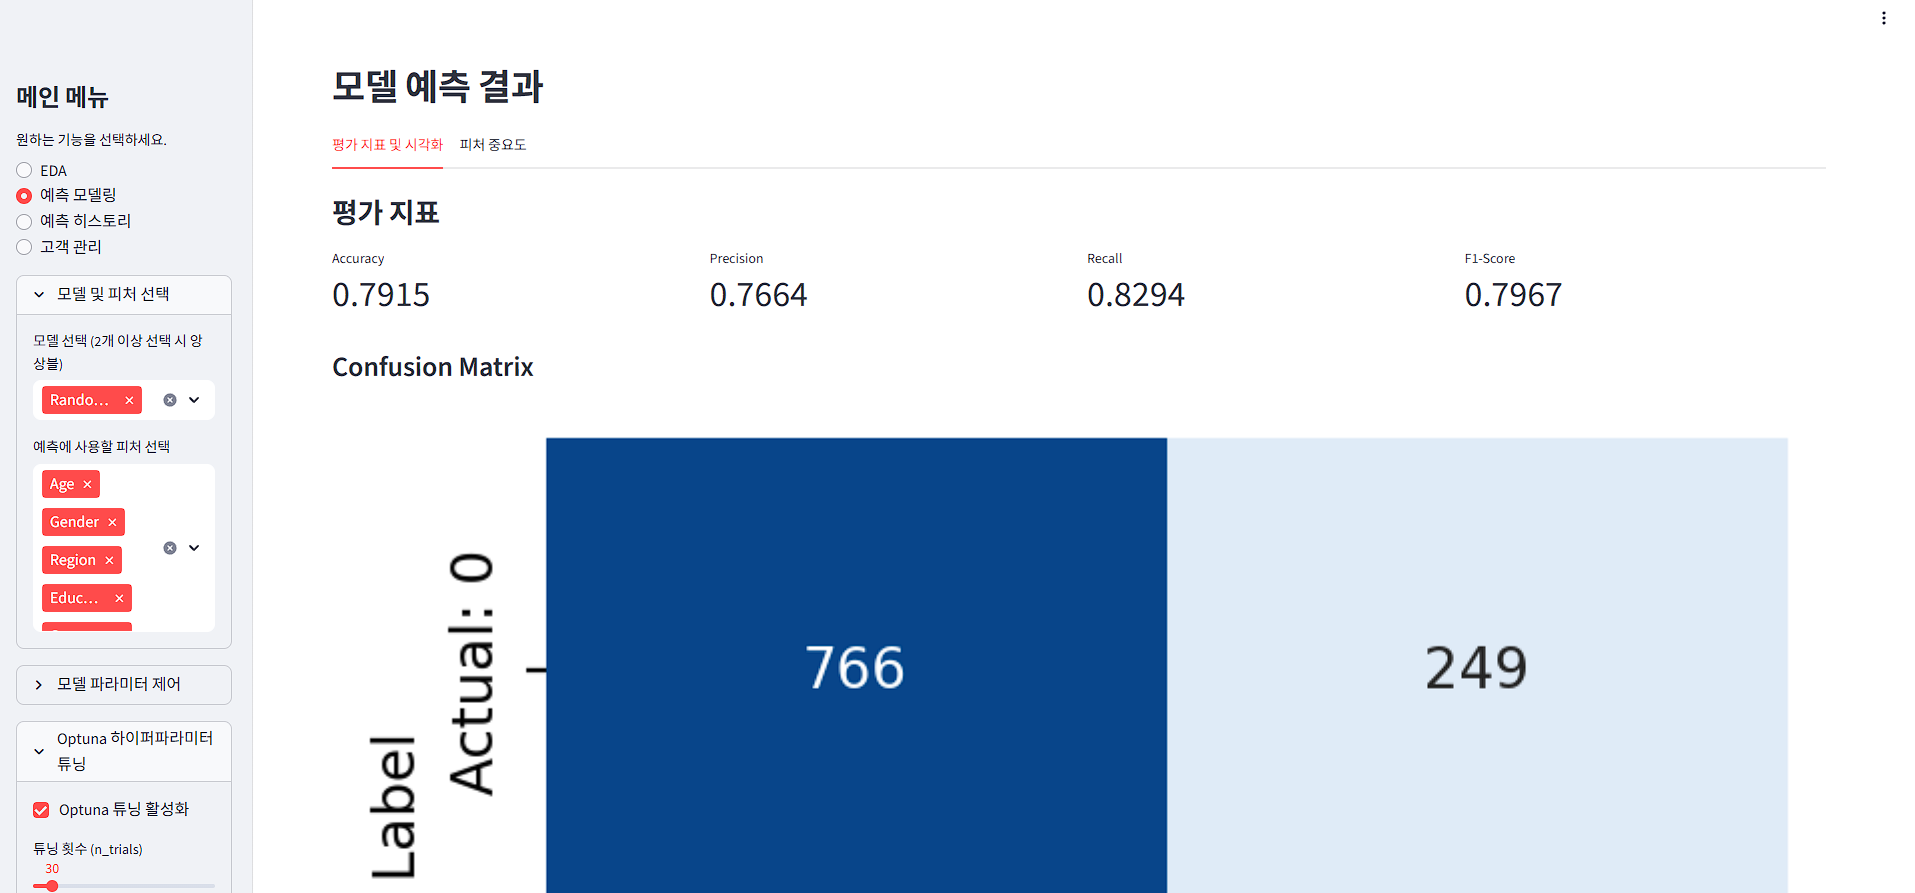 메인 메뉴
원하는 기능을 선택하세요.
EDA
예측 모델링
예측 히스토리
고객 관리
모델 및 피처 선택
모델 선택 (2개 이상 선택 시 앙
상블)
Rando...
예측에 사용할 피처 선택
Age
Gender
Region
Educ...
모델 파라미터 제어
Optuna 하이퍼파라미터
튜닝
Optuna 튜닝 활성화
튜닝 횟수 (n_trials)
30
모델 예측 결과
평가 지표 및 시각화 피처 중요도
평가 지표
Accuracy Precision Recall F1-Score
0.7915 0.7664 0.8294 0.7967
Confusion Matrix
Actual: 0
766 249
Label